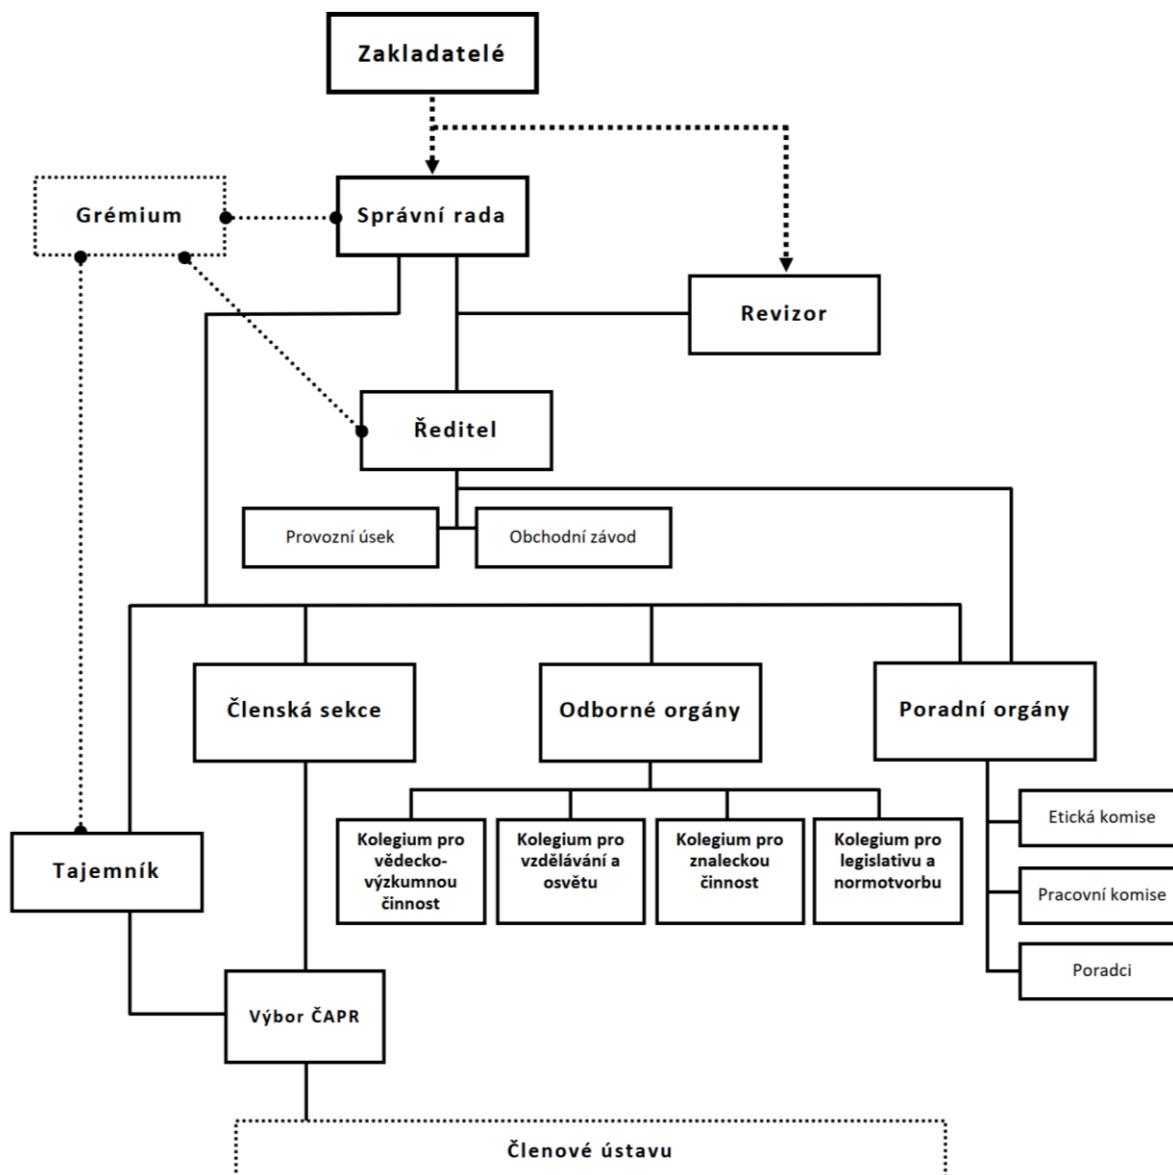 Zakladatelé
Grémium
Správní rada
Revizor
Ředitel
Provozní úsek
Obchodní závod
Členská sekce
Odborné orgány
Poradní orgány
Kolegium pro
vědecko-
výzkumnou
činnost
Kolegium pro
vzdělávání a
osvětu
Kolegium pro
znaleckou
činnost
Kolegium pro
legislativu a
normotvorbu
Etická komise
Pracovní komise
Poradci
Tajemník
Výbor ČAPR
Členové ústavu